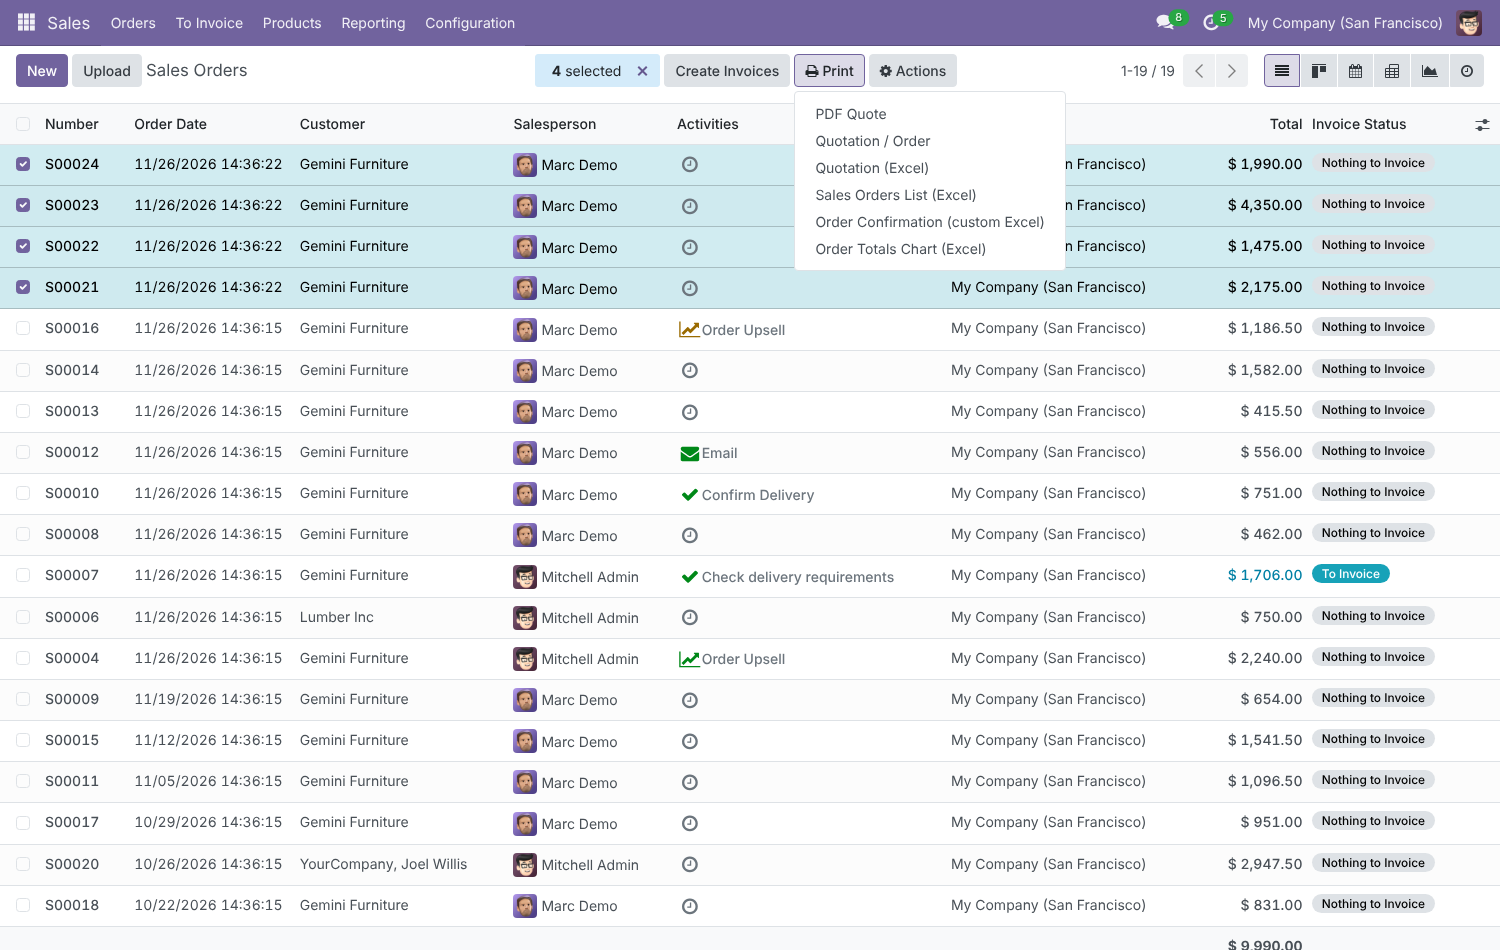 Sales Orders To Invoice Products Reporting Configuration 8 5 My Company (San Francisco)
New Upload Sales Orders 4 selected Create Invoices Print Actions 1-19 / 19
PDF Quote
Quotation / Order
Quotation (Excel)
Sales Orders List (Excel)
Order Confirmation (custom Excel)
Order Totals Chart (Excel)
Number Order Date Customer Salesperson Activities Total Invoice Status
S00024 11/26/2026 14:36:22 Gemini Furniture Marc Demo n Francisco) $ 1,990.00 Nothing to Invoice
S00023 11/26/2026 14:36:22 Gemini Furniture Marc Demo n Francisco) $ 4,350.00 Nothing to Invoice
S00022 11/26/2026 14:36:22 Gemini Furniture Marc Demo n Francisco) $ 1,475.00 Nothing to Invoice
S00021 11/26/2026 14:36:22 Gemini Furniture Marc Demo My Company (San Francisco) $ 2,175.00 Nothing to Invoice
S00016 11/26/2026 14:36:15 Gemini Furniture Marc Demo Order Upsell My Company (San Francisco) $ 1,186.50 Nothing to Invoice
S00014 11/26/2026 14:36:15 Gemini Furniture Marc Demo My Company (San Francisco) $ 1,582.00 Nothing to Invoice
S00013 11/26/2026 14:36:15 Gemini Furniture Marc Demo My Company (San Francisco) $ 415.50 Nothing to Invoice
S00012 11/26/2026 14:36:15 Gemini Furniture Marc Demo Email My Company (San Francisco) $ 556.00 Nothing to Invoice
S00010 11/26/2026 14:36:15 Gemini Furniture Marc Demo Confirm Delivery My Company (San Francisco) $ 751.00 Nothing to Invoice
S00008 11/26/2026 14:36:15 Gemini Furniture Marc Demo My Company (San Francisco) $ 462.00 Nothing to Invoice
S00007 11/26/2026 14:36:15 Gemini Furniture Mitchell Admin Check delivery requirements My Company (San Francisco) $ 1,706.00 To Invoice
S00006 11/26/2026 14:36:15 Lumber Inc Mitchell Admin My Company (San Francisco) $ 750.00 Nothing to Invoice
S00004 11/26/2026 14:36:15 Gemini Furniture Mitchell Admin Order Upsell My Company (San Francisco) $ 2,240.00 Nothing to Invoice
S00009 11/19/2026 14:36:15 Gemini Furniture Marc Demo My Company (San Francisco) $ 654.00 Nothing to Invoice
S00015 11/12/2026 14:36:15 Gemini Furniture Marc Demo My Company (San Francisco) $ 1,541.50 Nothing to Invoice
S00011 11/05/2026 14:36:15 Gemini Furniture Marc Demo My Company (San Francisco) $ 1,096.50 Nothing to Invoice
S00017 10/29/2026 14:36:15 Gemini Furniture Marc Demo My Company (San Francisco) $ 951.00 Nothing to Invoice
S00020 10/26/2026 14:36:15 YourCompany, Joel Willis Mitchell Admin My Company (San Francisco) $ 2,947.50 Nothing to Invoice
S00018 10/22/2026 14:36:15 Gemini Furniture Marc Demo My Company (San Francisco) $ 831.00 Nothing to Invoice
$ 9,990.00